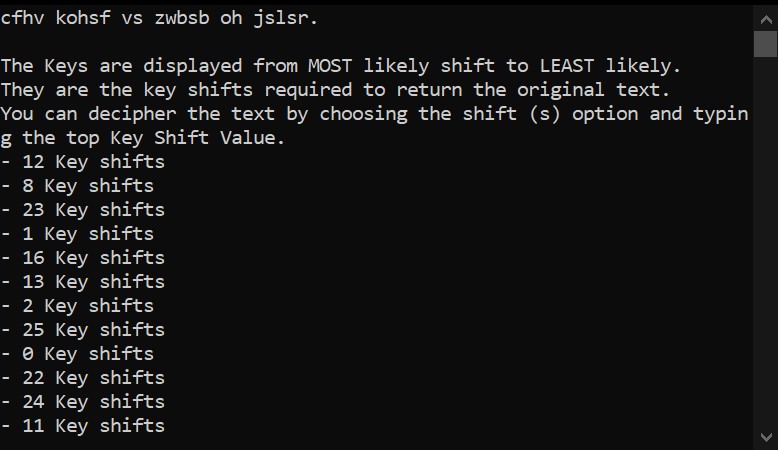 cfhv kohsf vs zwbsb oh jslsr.
The Keys are displayed from MOST likely shift to LEAST likely.
They are the key shifts required to return the original text.
You can decipher the text by choosing the shift (s) option and typin
g the top Key Shift Value.
- 12 Key shifts
- 8 Key shifts
- 23 Key shifts
- 1 Key shifts
- 16 Key shifts
- 13 Key shifts
- 2 Key shifts
- 25 Key shifts
- 0 Key shifts
- 22 Key shifts
- 24 Key shifts
- 11 Key shifts